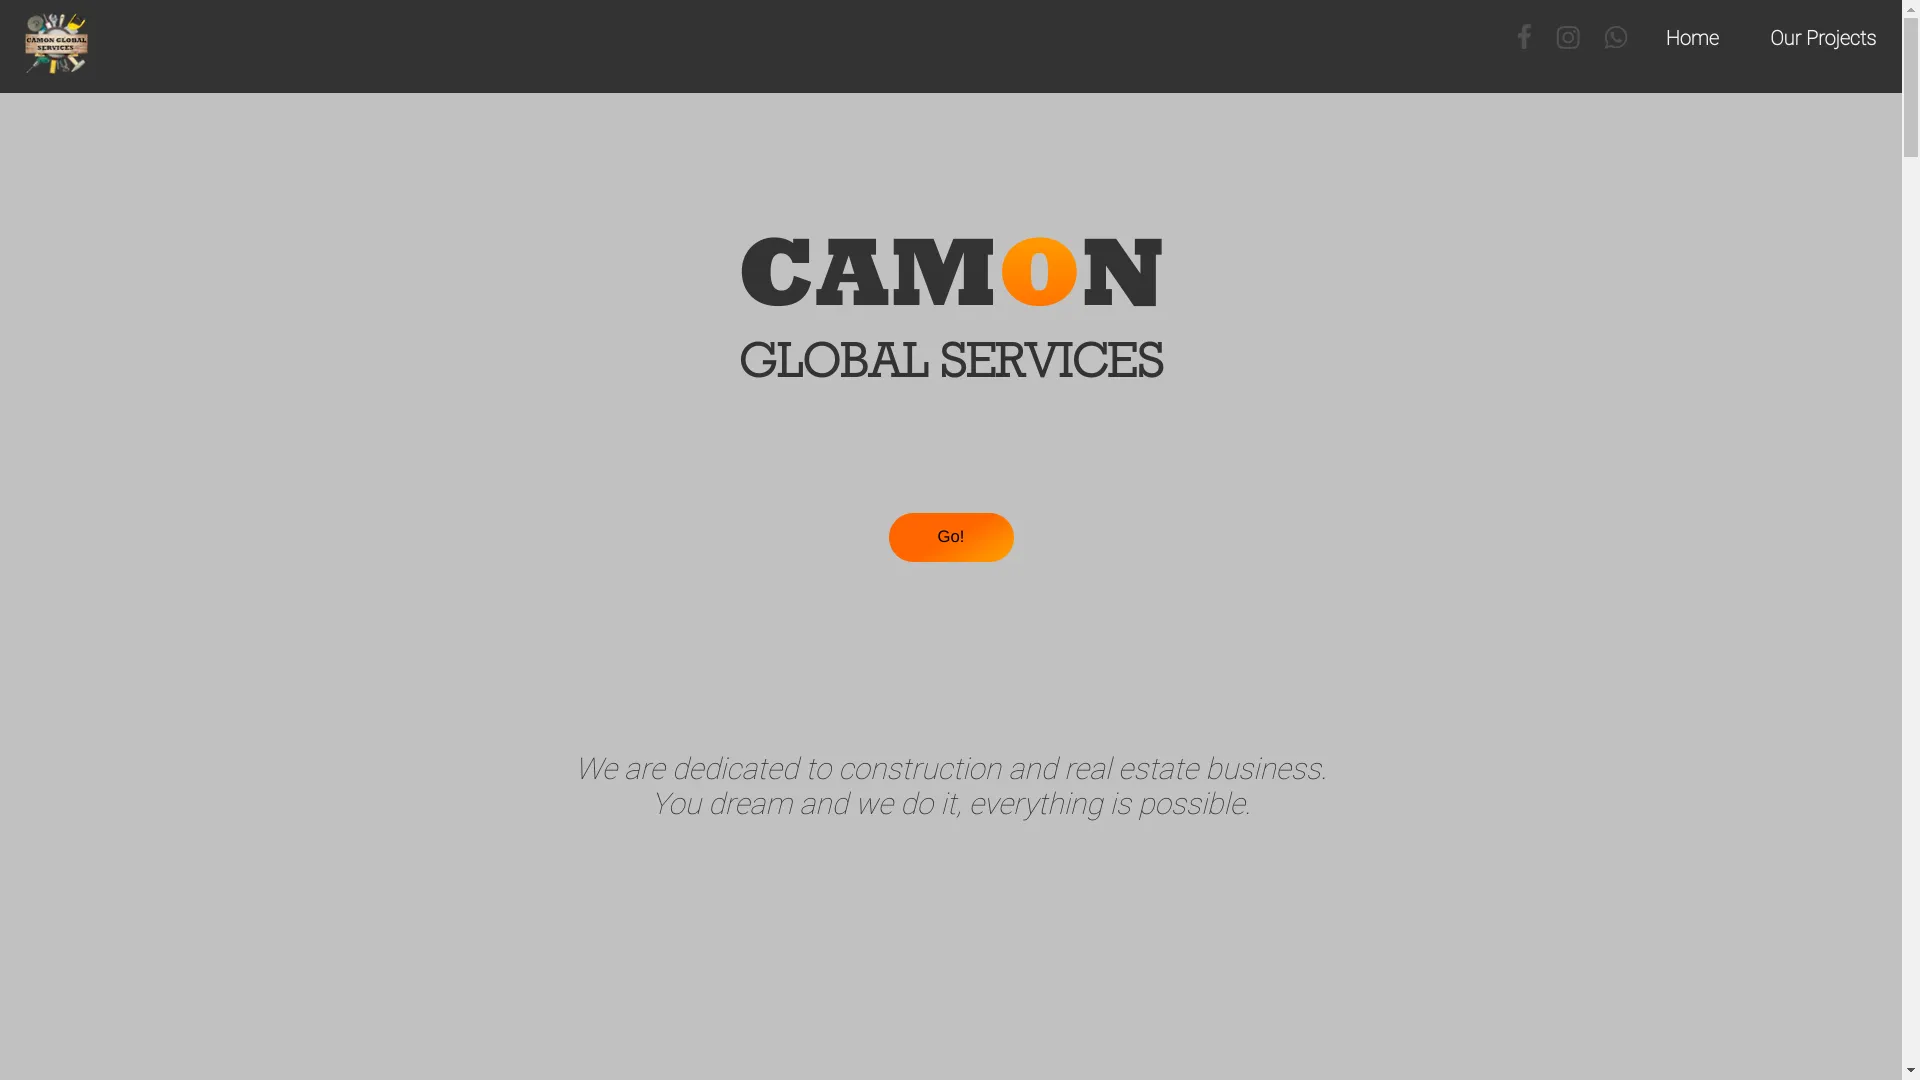 CAMON GLOBAL
SERVICES
Home
Our Projects
CAMON
GLOBAL SERVICES
Go!
We are dedicated to construction and real estate business.
You dream and we do it, everything is possible.